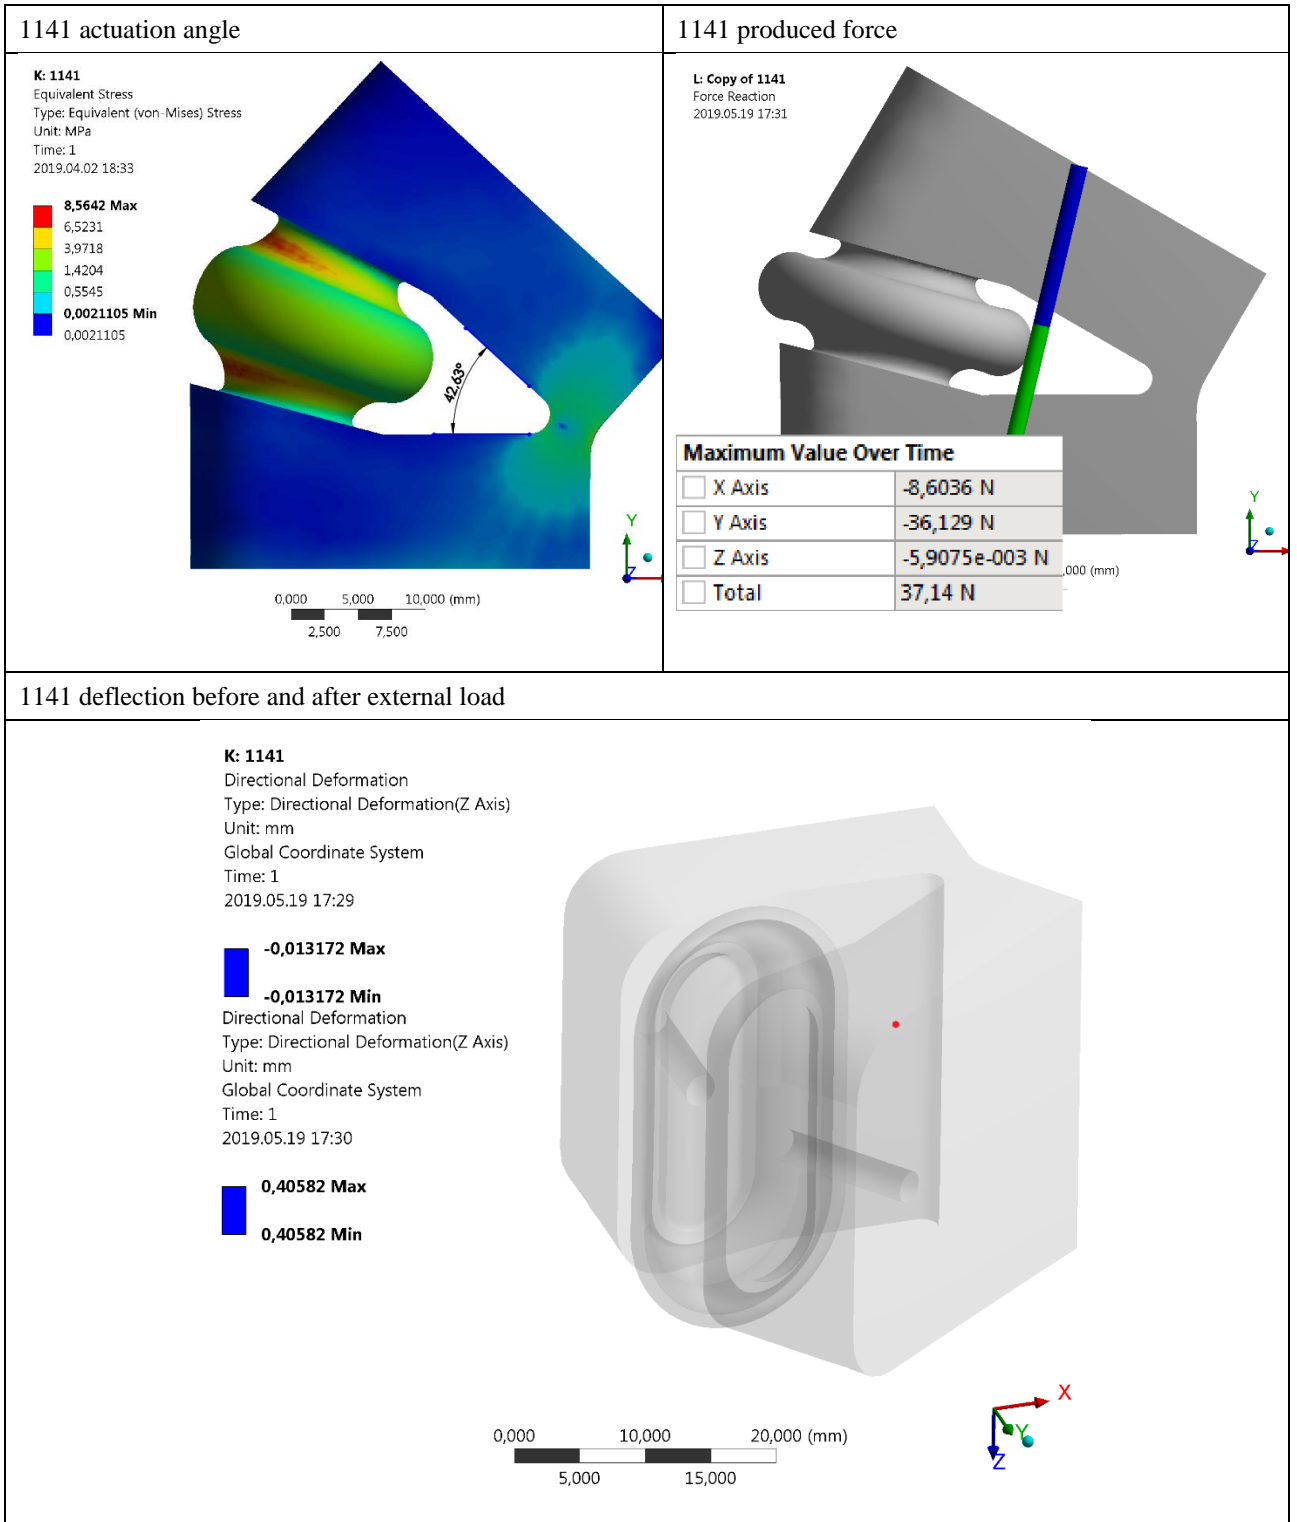 1141 actuation angle
1141 produced force
K: 1141
Equivalent Stress
Type: Equivalent (von-Mises) Stress
Unit: MPa
Time: 1
2019.04.02 18:33
8,5642 Max
6,5231
3,9718
1,4204
0,5545
0,0021105 Min
0,0021105
42,63°
Y
Z
0,000 5,000 10,000 (mm)
2,500 7,500
L: Copy of 1141
Force Reaction
2019.05.19 17:31
Maximum Value Over Time
X Axis -8,6036 N
Y Axis -36,129 N
Z Axis -5,9075e-003 N
Total 37,14 N
,000 (mm)
Y
Z
1141 deflection before and after external load
K: 1141
Directional Deformation
Type: Directional Deformation(Z Axis)
Unit: mm
Global Coordinate System
Time: 1
2019.05.19 17:29
-0,013172 Max
-0,013172 Min
Directional Deformation
Type: Directional Deformation(Z Axis)
Unit: mm
Global Coordinate System
Time: 1
2019.05.19 17:30
0,40582 Max
0,40582 Min
0,000 10,000 20,000 (mm)
5,000 15,000
X
Y
Z